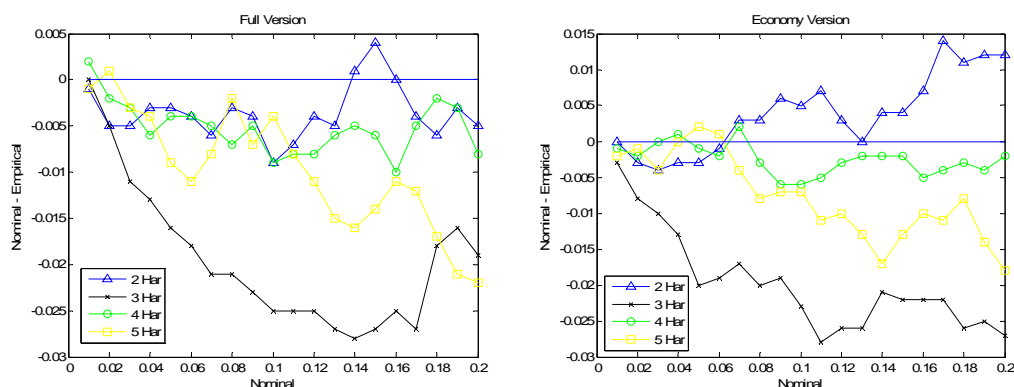 Full Version
0.005
0
-0.005
-0.01
-0.015
-0.02
-0.025
-0.03
Nominal - Empirical
2 Har
3 Har
4 Har
5 Har
0 0.02 0.04 0.06 0.08 0.1 0.12 0.14 0.16 0.18 0.2
Nominal
Economy Version
0.015
0.01
0.005
0
-0.005
-0.01
-0.015
-0.02
-0.025
-0.03
Nominal - Empirical
2 Har
3 Har
4 Har
5 Har
0 0.02 0.04 0.06 0.08 0.1 0.12 0.14 0.16 0.18 0.2
Nominal